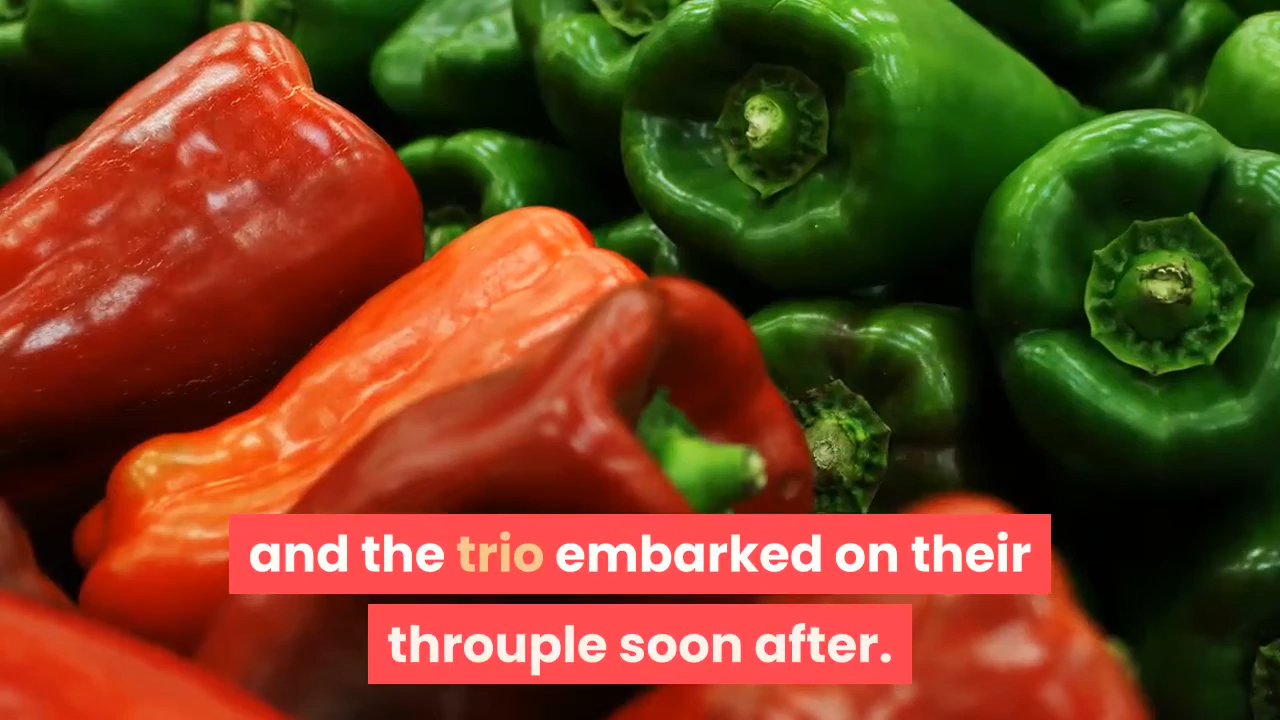 and the trio embarked on their
throuple soon after.